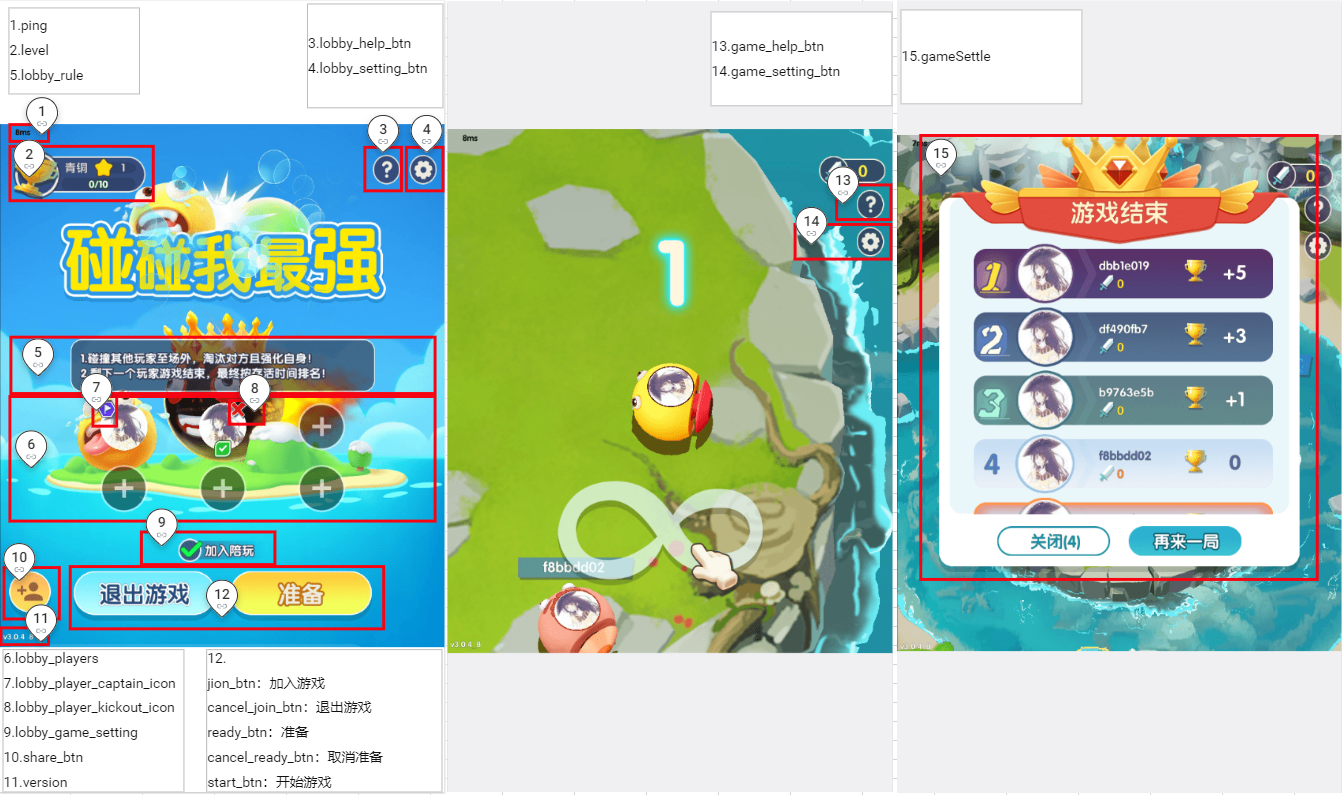 1.ping
2.level
5.lobby_rule
3.lobby_help_btn
4.lobby_setting_btn
13.game_help_btn
14.game_setting_btn
15.gameSettle
1
8ms
2
青铜 1
0/10
3
?
4
碰碰我最强
5
1.碰撞其他玩家至场外，淘汰对方且强化自身！
2.剩下一个玩家游戏结束，最终按存活时间排名！
7
8
6
9
加入陪玩
10
退出游戏
12
准备
11
v3.0.4 8
6.lobby_players
7.lobby_player_captain_icon
8.lobby_player_kickout_icon
9.lobby_game_setting
10.share_btn
11.version
12.
jion_btn：加入游戏
cancel_join_btn：退出游戏
ready_btn：准备
cancel_ready_btn：取消准备
start_btn：开始游戏
8ms
0
13
?
14
1
f8bbdd02
v3.0.4 8
15
0
?
游戏结束
1 dbb1e019 0 +5
2 df490fb7 0 +3
3 b9763e5b 0 +1
4 f8bbdd02 0 0
关闭(4)
再来一局